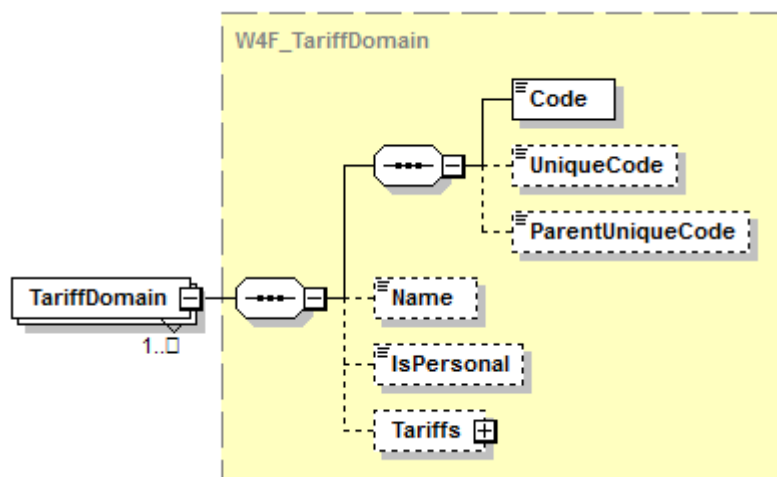 W4F_TariffDomain
Code
UniqueCode
ParentUniqueCode
TariffDomain
1..□
Name
IsPersonal
Tariffs